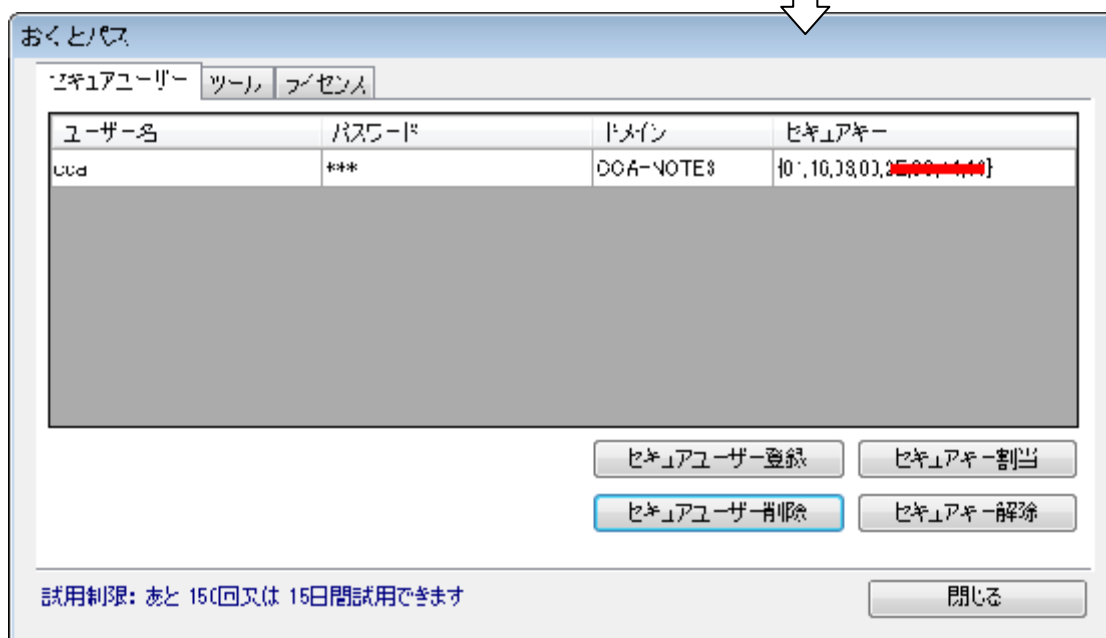 おくとパス
セキュアユーザー ツール ライセンス
ユーザー名 パスワード ドメイン セキュアキー
*** {01,16,
セキュアユーザー登録 セキュアキー割当
セキュアユーザー削除 セキュアキー解除
試用制限: あと 150回又は 15日間試用できます 閉じる